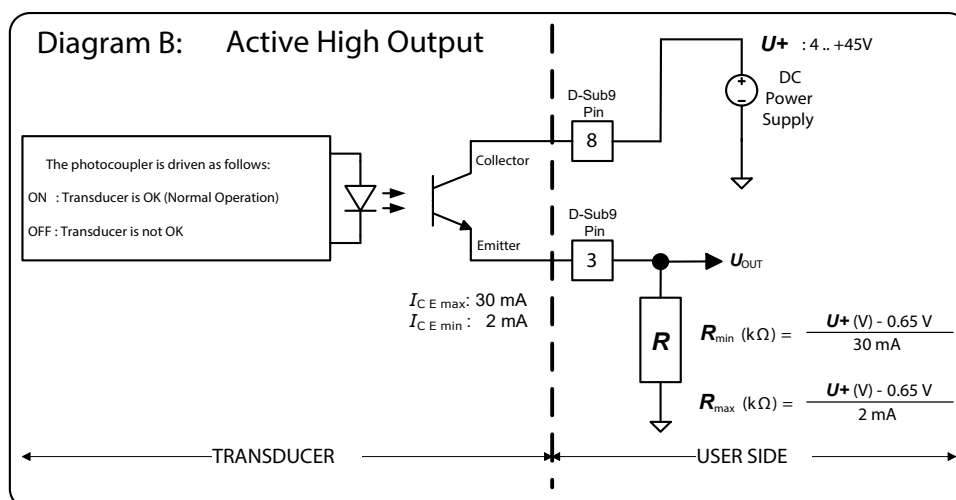 Diagram B: Active High Output
U+ : 4 .. +45V
DC
Power
Supply
D-Sub9
Pin
8
Collector
The photocoupler is driven as follows:
ON : Transducer is OK (Normal Operation)
OFF : Transducer is not OK
D-Sub9
Pin
3
Emitter
UOUT
I C E max: 30 mA
I C E min : 2 mA
R
Rmin (kΩ) = U+ (V) - 0.65 V
30 mA
Rmax (kΩ) = U+ (V) - 0.65 V
2 mA
TRANSDUCER
USER SIDE